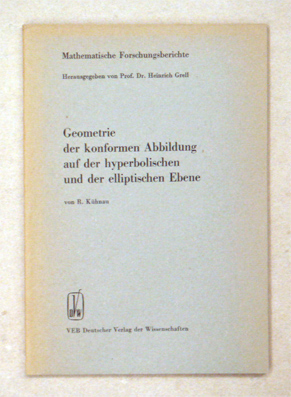 Mathematische Forschungsberichte
Herausgegeben von Prof. Dr. Heinrich Grell
Geometrie
der konformen Abbildung
auf der hyperbolischen
und der elliptischen Ebene
von R. Kühnau
VEB Deutscher Verlag der Wissenschaften